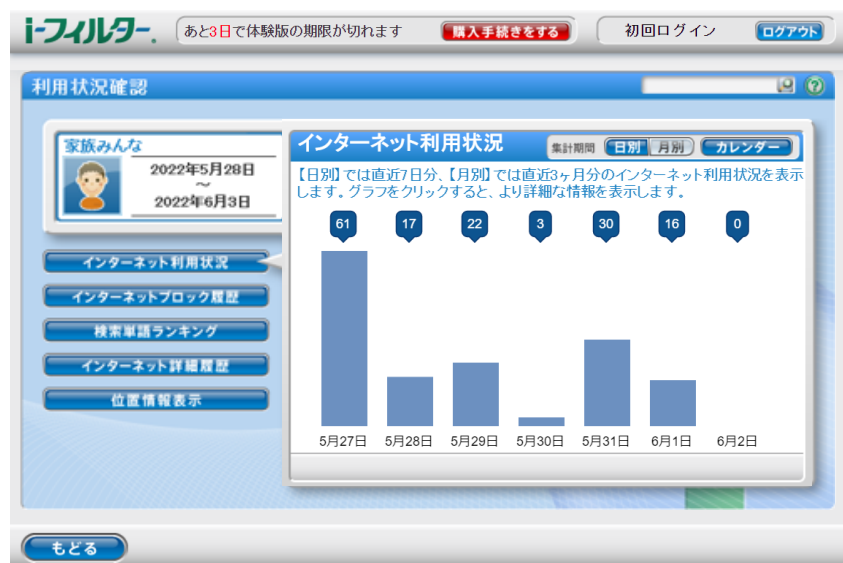 i-フィルター.
あと3日で体験版の期限が切れます
購入手続きをする
初回ログイン
ログアウト
利用状況確認
?
家族みんな
2022年5月28日
～
2022年6月3日
インターネット利用状況
インターネットブロック履歴
検索単語ランキング
インターネット詳細履歴
位置情報表示
インターネット利用状況
集計期間
日別
月別
カレンダー
【日別】では直近7日分、【月別】では直近3ヶ月分のインターネット利用状況を表示
します。グラフをクリックすると、より詳細な情報を表示します。
61 17 22 3 30 16 0
5月27日 5月28日 5月29日 5月30日 5月31日 6月1日 6月2日
もどる